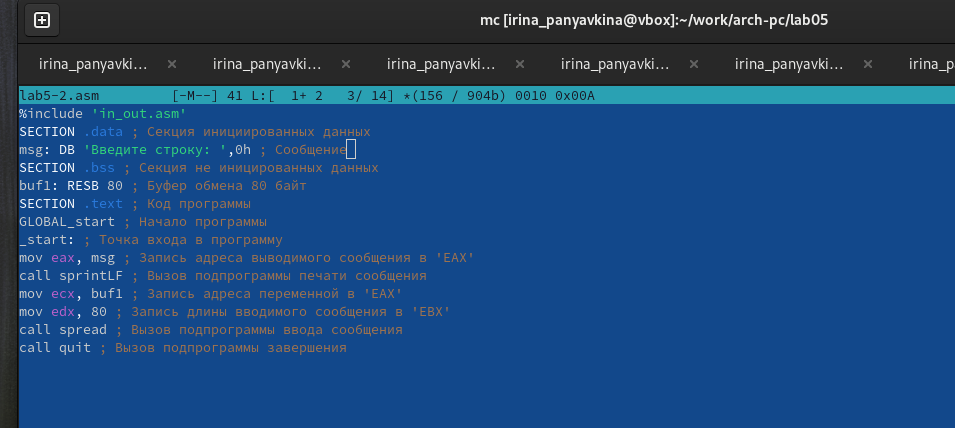 mc [irina_panyavkina@vbox]:~/work/arch-pc/lab05
irina_panyavki... × irina_panyavki... × irina_panyavki... × irina_panyavki... × irina_panyavki... × irina_p
lab5-2.asm [-M--] 41 L:[ 1+ 2 3/ 14] *(156 / 904b) 0010 0x00A
%include 'in_out.asm'
SECTION .data ; Секция инициированных данных
msg: DB 'Введите строку: ',0h ; Сообщение
SECTION .bss ; Секция не иницированных данных
buf1: RESB 80 ; Буфер обмена 80 байт
SECTION .text ; Код программы
GLOBAL_start ; Начало программы
_start: ; Точка входа в программу
mov eax, msg ; Запись адреса выводимого сообщения в 'EAX'
call sprintLF ; Вызов подпрограммы печати сообщения
mov ecx, buf1 ; Запись адреса переменной в 'EAX'
mov edx, 80 ; Запись длины вводимого сообщения в 'EBX'
call spread ; Вызов подпрограммы ввода сообщения
call quit ; Вызов подпрограммы завершения